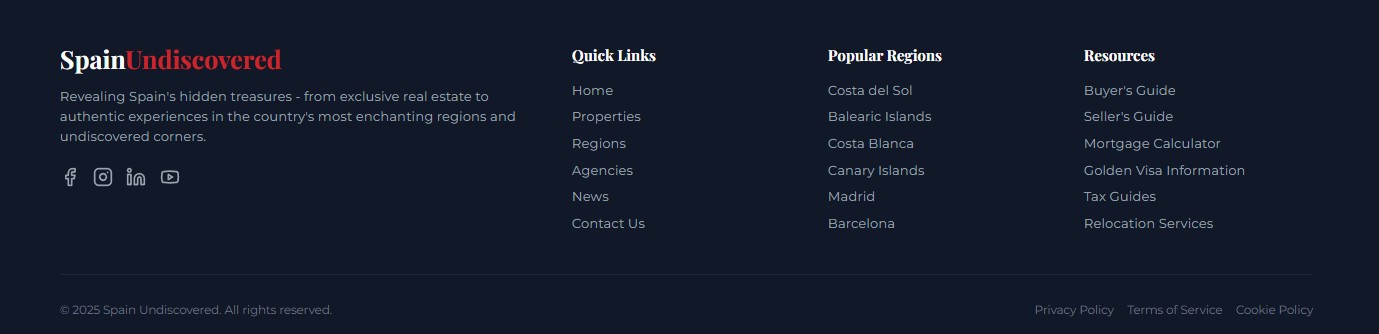 SpainUndiscovered
Revealing Spain's hidden treasures - from exclusive real estate to
authentic experiences in the country's most enchanting regions and
undiscovered corners.
Quick Links
Home
Properties
Regions
Agencies
News
Contact Us
Popular Regions
Costa del Sol
Balearic Islands
Costa Blanca
Canary Islands
Madrid
Barcelona
Resources
Buyer's Guide
Seller's Guide
Mortgage Calculator
Golden Visa Information
Tax Guides
Relocation Services
© 2025 Spain Undiscovered. All rights reserved.
Privacy Policy Terms of Service Cookie Policy